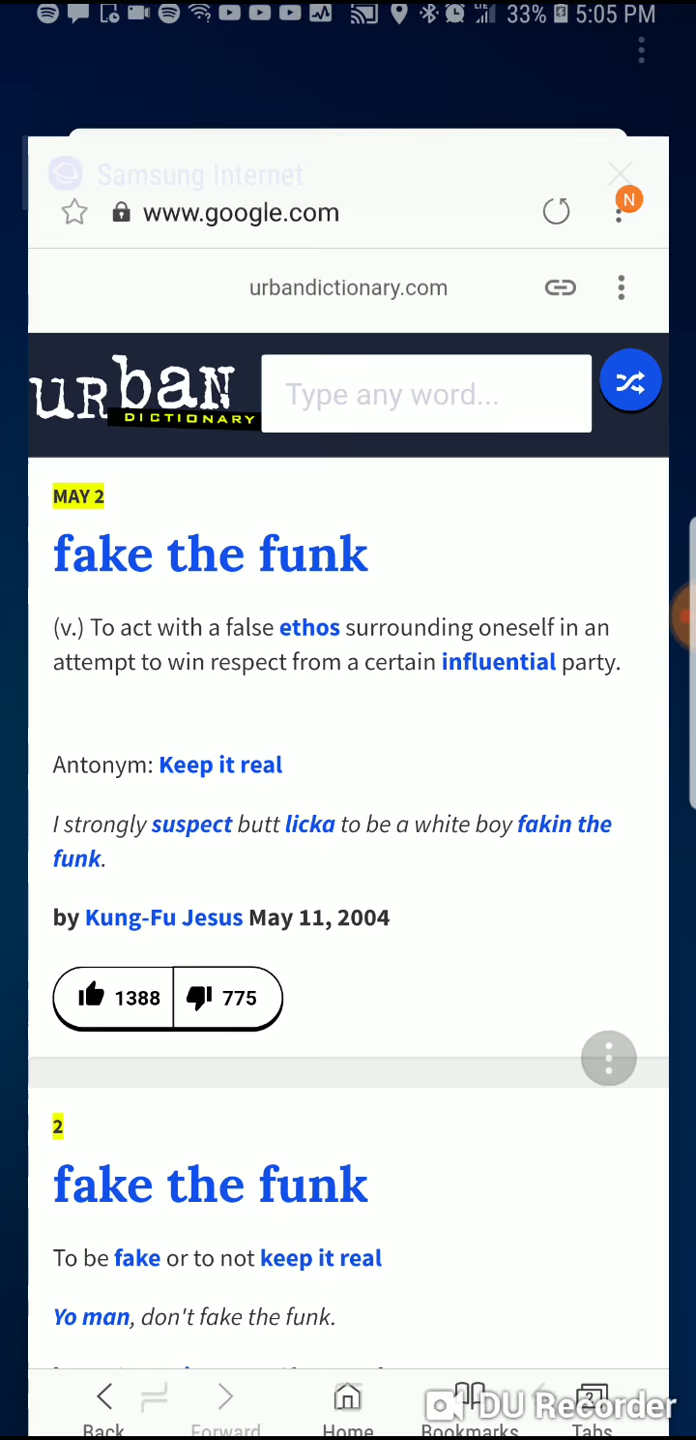 LTE 33% 5:05 PM
Samsung Internet
www.google.com
N
urbandictionary.com
urban
DICTIONARY
Type any word...
MAY 2
fake the funk
(v.) To act with a false ethos surrounding oneself in an
attempt to win respect from a certain influential party.
Antonym: Keep it real
I strongly suspect butt licka to be a white boy fakin the
funk.
by Kung-Fu Jesus May 11, 2004
1388 775
2
fake the funk
To be fake or to not keep it real
Yo man, don't fake the funk.
DU Recorder
Back Forward Home Bookmarks Tabs